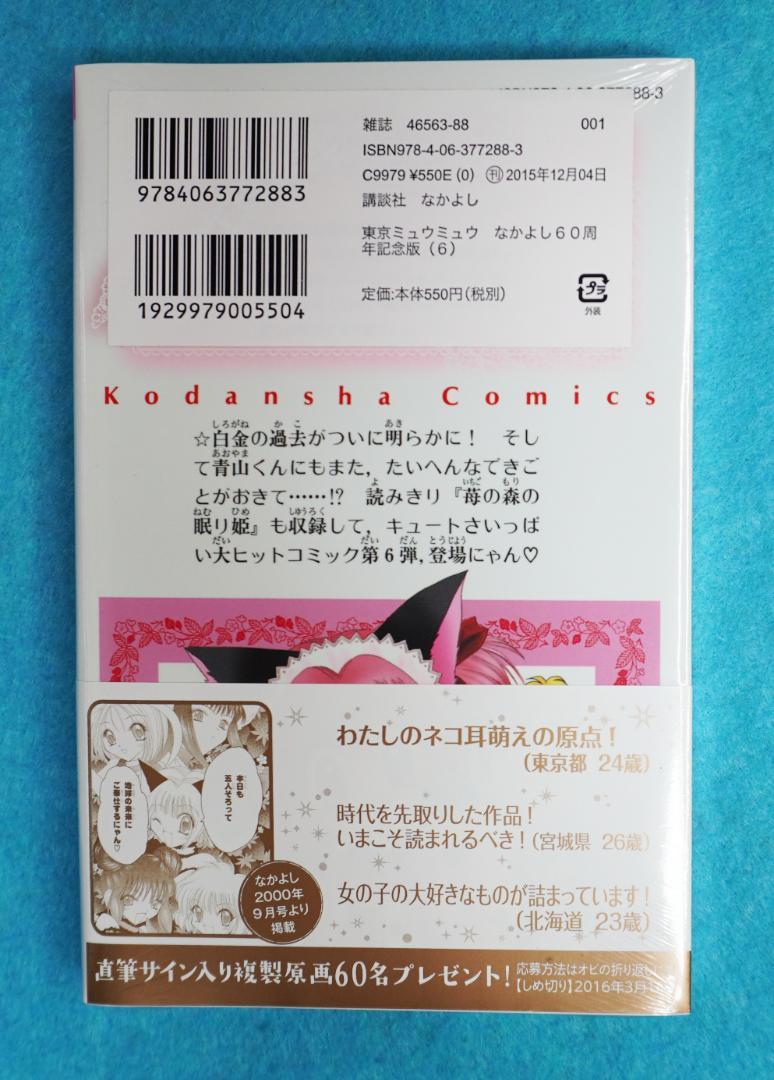 雑誌 46563-88 001
ISBN978-4-06-377288-3
C9979 ¥550E (0) ㊞2015年12月04日
講談社 なかよし
東京ミュウミュウ なかよし60周
年記念版（6）
定価:本体550円（税別）
プラ
外装
9784063772883
1929979005504
Kodansha Comics
☆白金の過去がついに明らかに！ そし
て青山くんにもまた，たいへんなできご
とがおきて……!? 読みきり『苺の森の
眠り姫』も収録して，キュートさいっぱ
い大ヒットコミック第6弾，登場にゃん♡
本日も
五人そろって
地球の未来に
ご奉仕するにゃん♡
なかよし
2000年
9月号より
掲載
わたしのネコ耳萌えの原点！
（東京都 24歳）
時代を先取りした作品！
いまこそ読まれるべき！（宮城県 26歳）
女の子の大好きなものが詰まっています！
（北海道 23歳）
直筆サイン入り複製原画60名プレゼント！
応募方法はオビの折り返し
【しめ切り】2016年3月